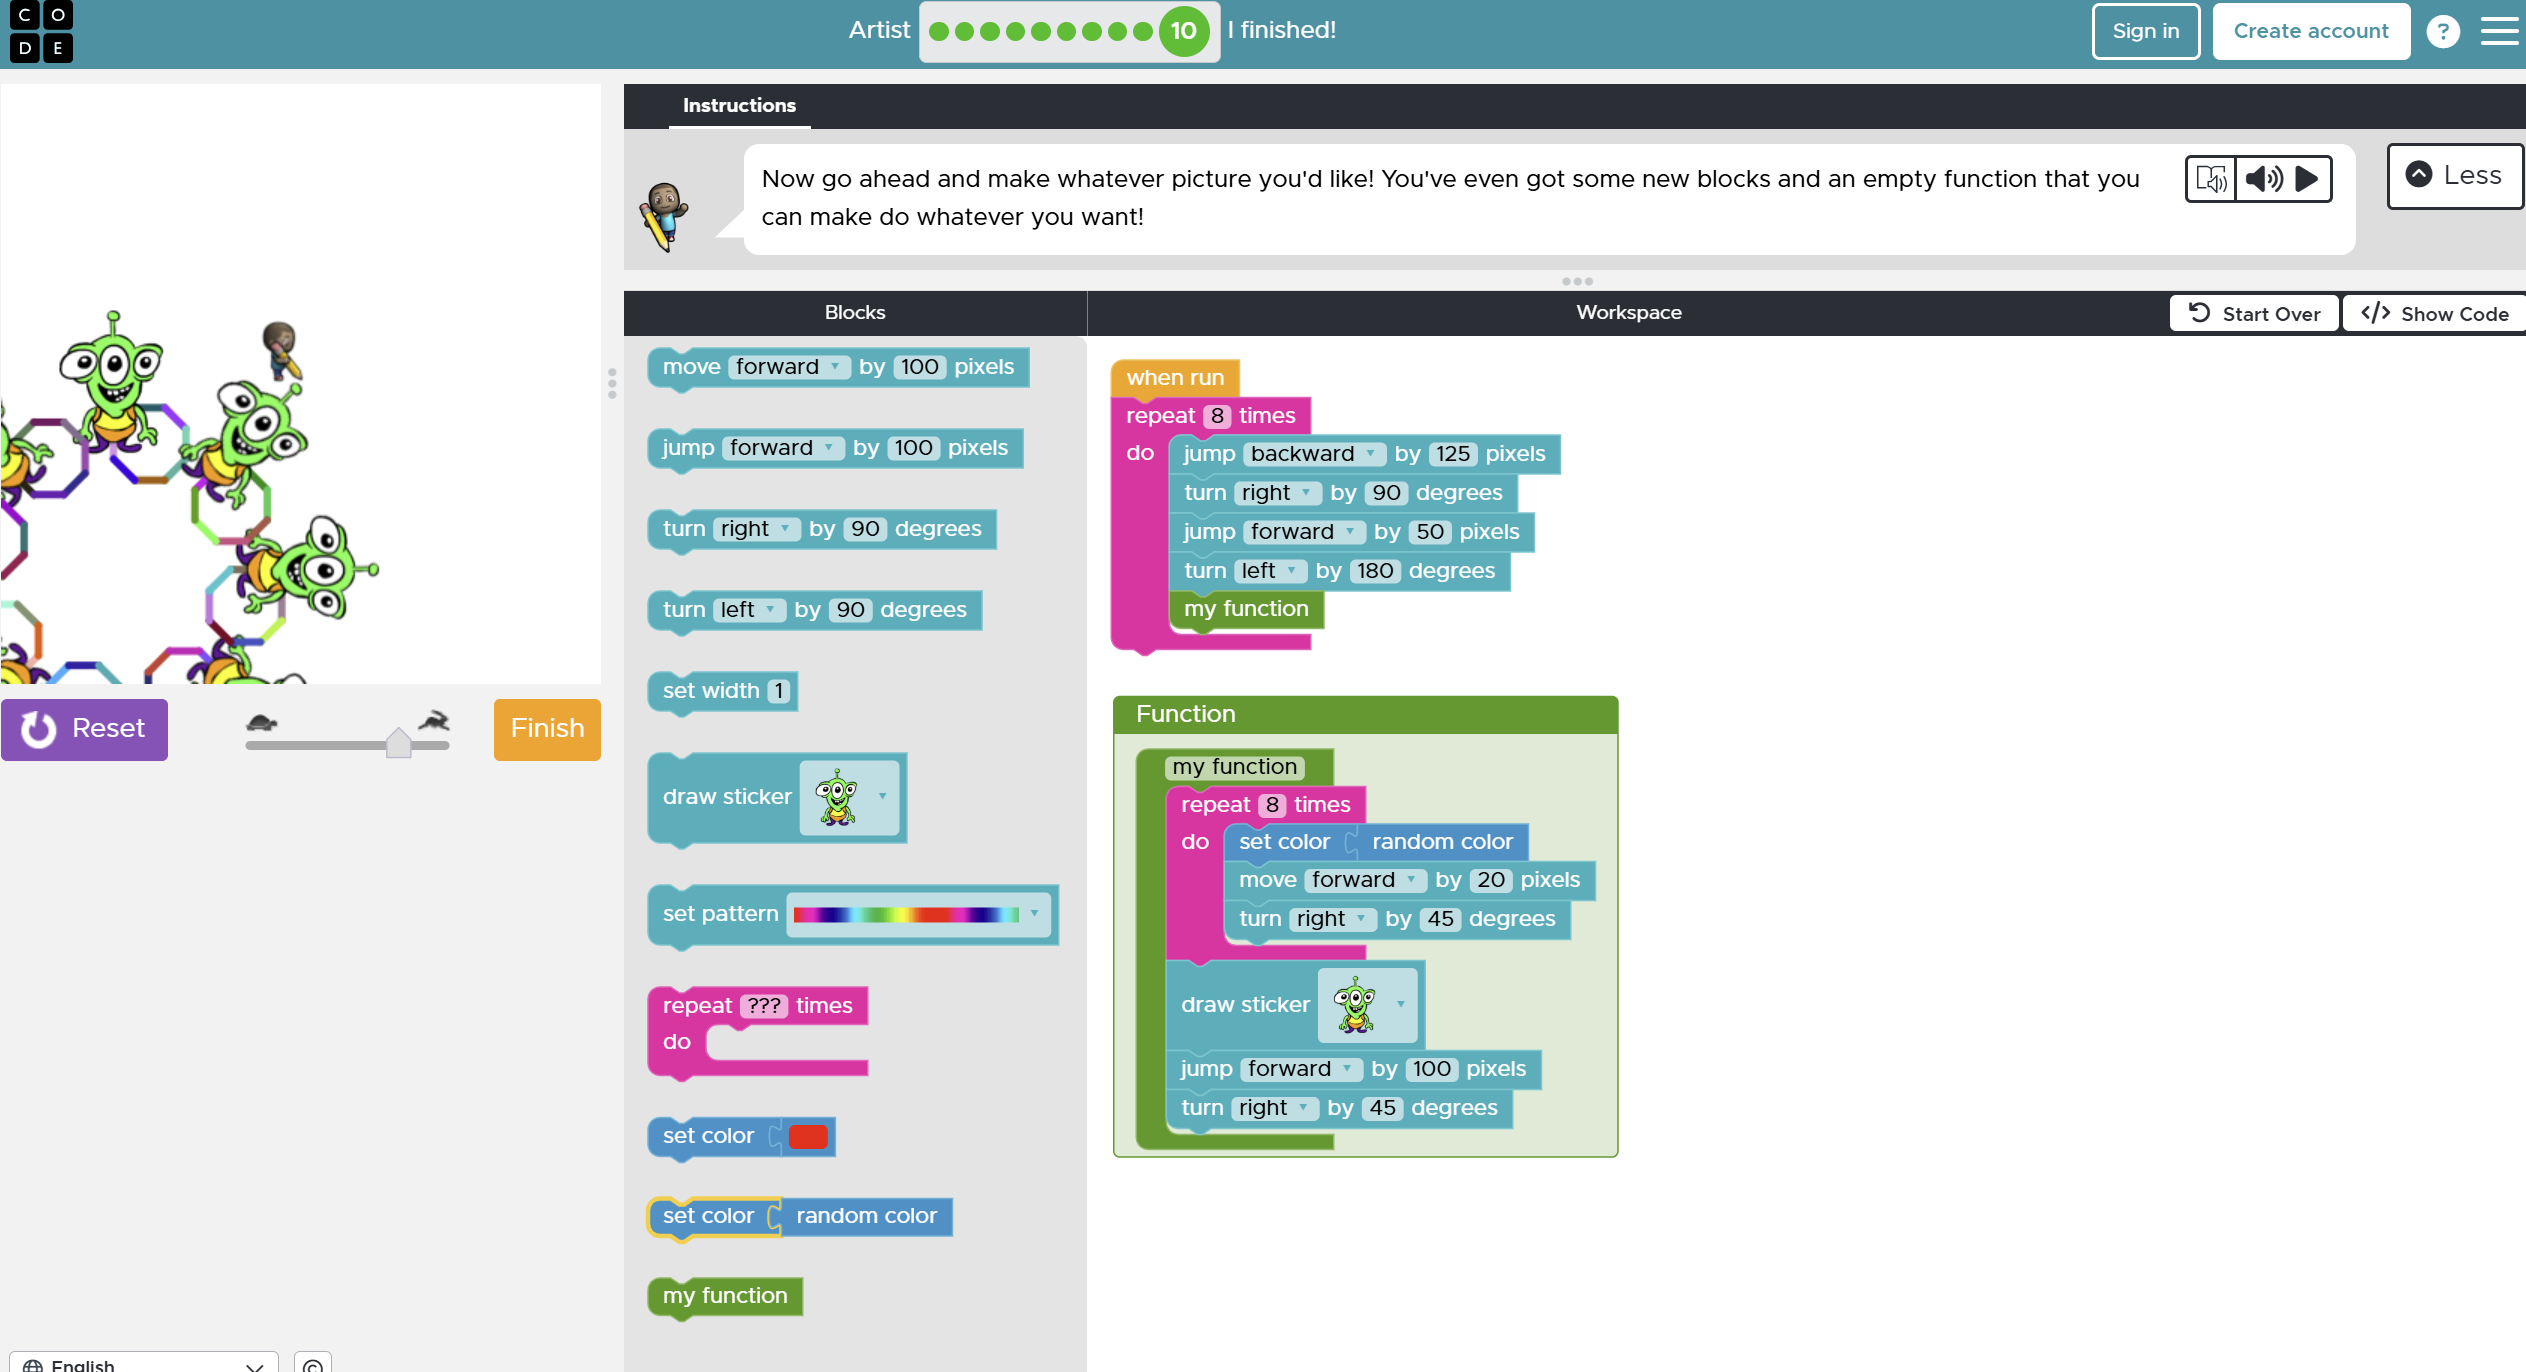 C O
D E
Artist
10
I finished!
Sign in
Create account
?
Instructions
Now go ahead and make whatever picture you'd like! You've even got some new blocks and an empty function that you
can make do whatever you want!
Less
Blocks
Workspace
Start Over
</> Show Code
move forward by 100 pixels
jump forward by 100 pixels
turn right by 90 degrees
turn left by 90 degrees
set width 1
draw sticker
set pattern
repeat ??? times
do
set color
set color random color
my function
when run
repeat 8 times
do
jump backward by 125 pixels
turn right by 90 degrees
jump forward by 50 pixels
turn left by 180 degrees
my function
Function
my function
repeat 8 times
do
set color random color
move forward by 20 pixels
turn right by 45 degrees
draw sticker
jump forward by 100 pixels
turn right by 45 degrees
Reset
Finish
English
©